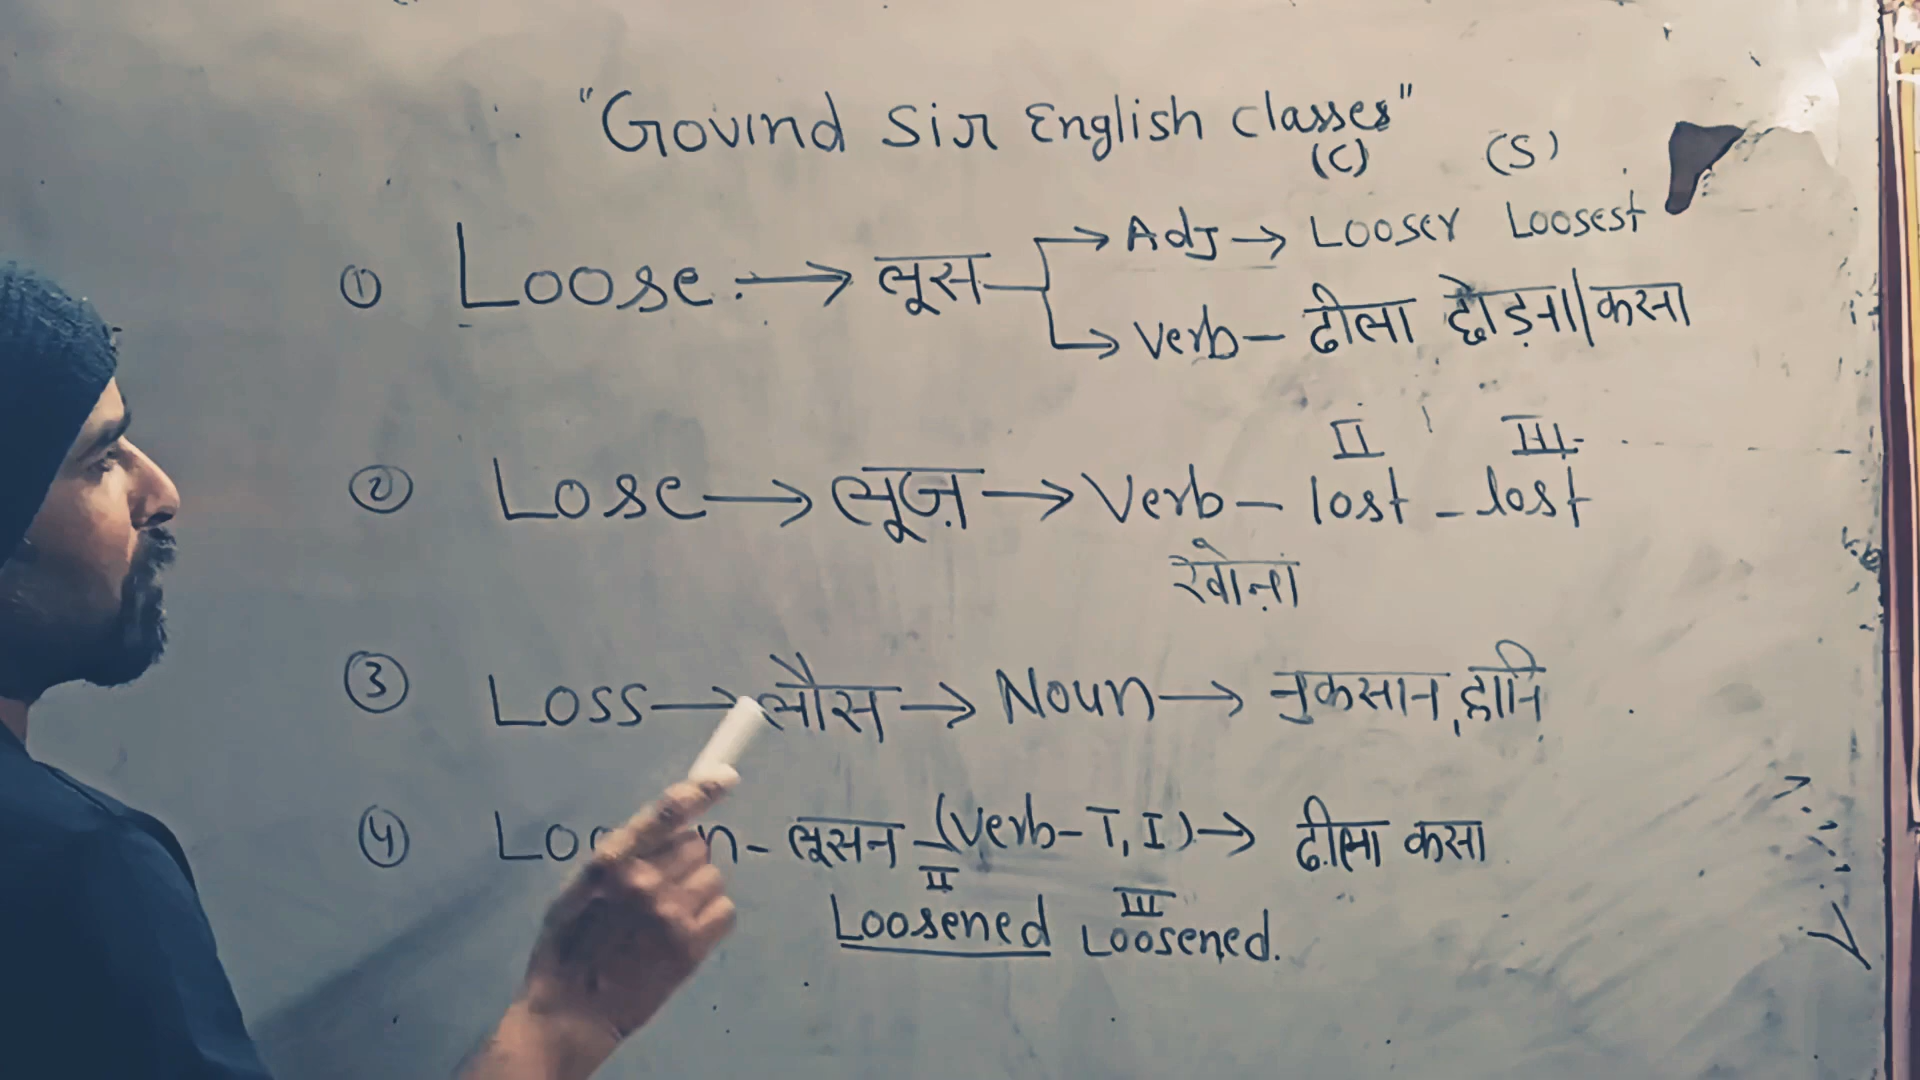 "Govind Sir English Classes"
(C) (S)
① Loose → लूस → Adj → Looser Loosest
→ Verb - ढीला छोड़ना/कसा
II III
② Lose → लूज़ → Verb - lost - lost
खोना
③ Loss → लौस → Noun → नुकसान, हानि
④ - लूसन - (Verb - T, I) → ढीला कसा
II III
Loosened Loosened.